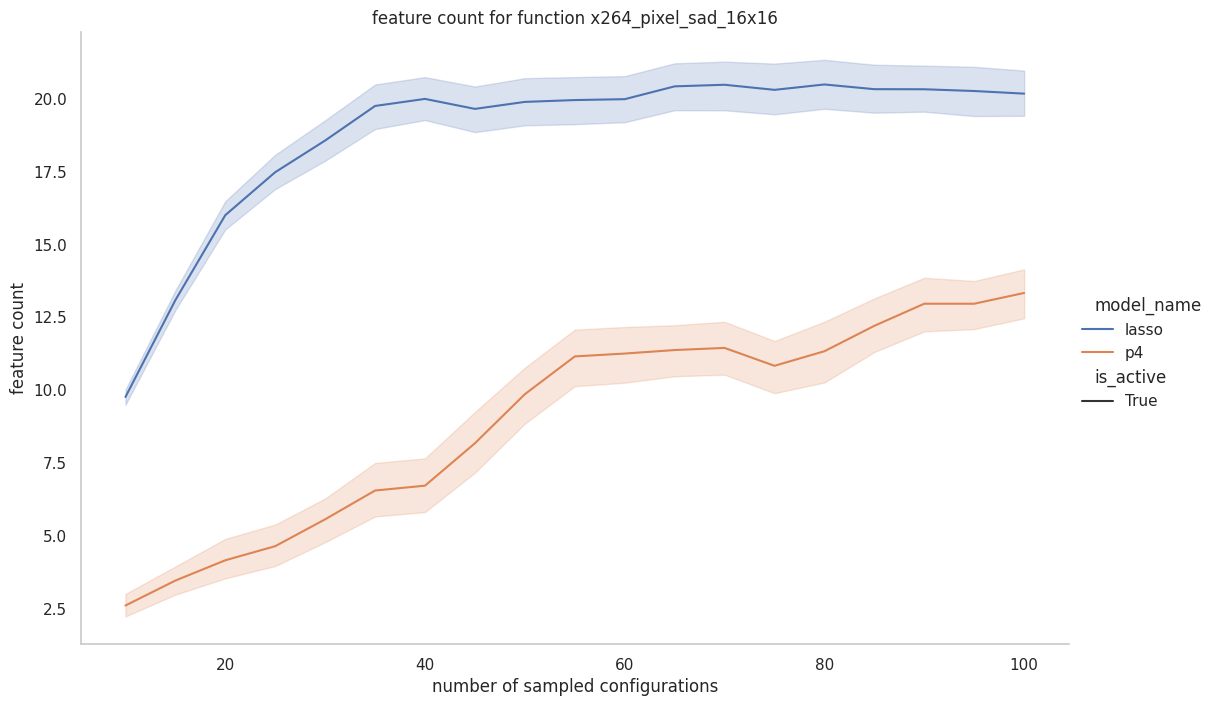 feature count for function x264_pixel_sad_16x16
feature count
20.0
17.5
15.0
12.5
10.0
7.5
5.0
2.5
20
40
60
80
100
number of sampled configurations
model_name
lasso
p4
is_active
True